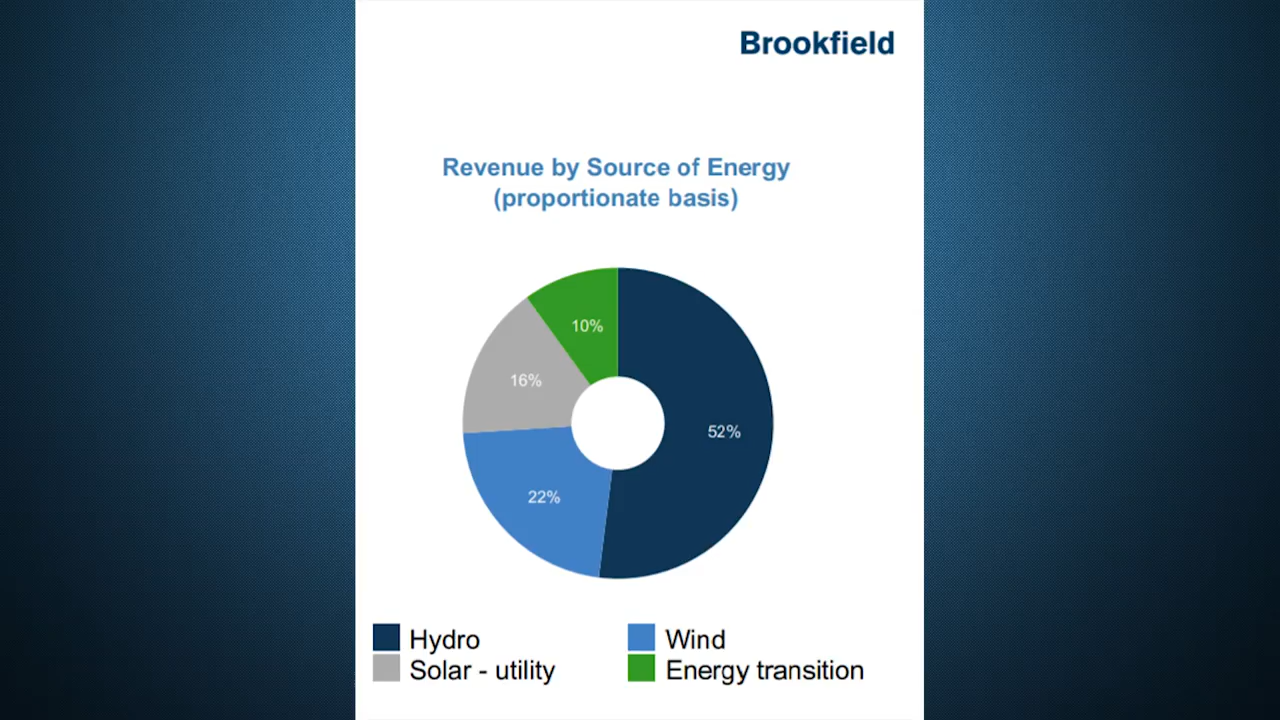 Brookfield
Revenue by Source of Energy
(proportionate basis)
10%
16%
52%
22%
Hydro
Wind
Solar - utility
Energy transition